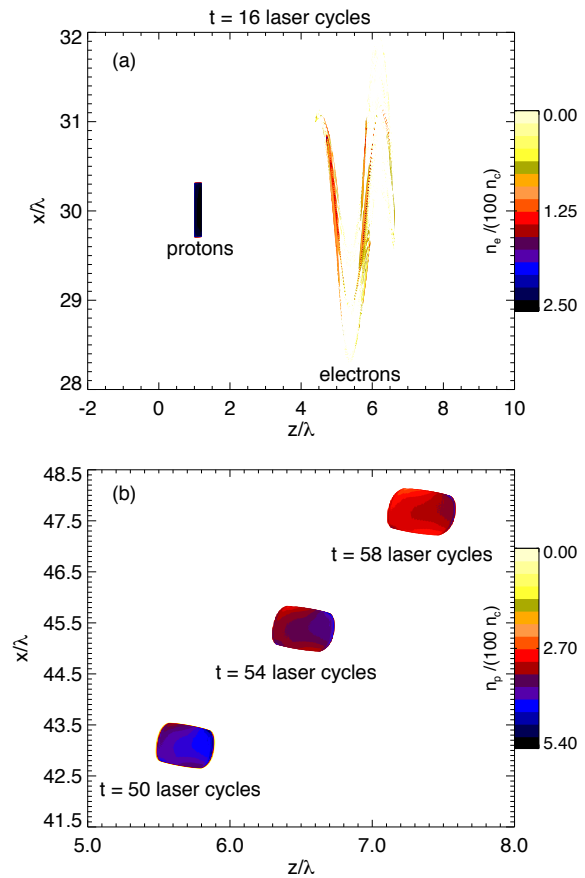 t = 16 laser cycles
32
(a)
31
0.00
x/λ
30
protons
1.25
n_e /(100 n_c)
29
electrons
2.50
28
-2 0 2 4 6 8 10
z/λ
48.5
(b)
47.5
t = 58 laser cycles
46.5
0.00
x/λ
45.5
t = 54 laser cycles
2.70
n_p /(100 n_c)
44.5
43.5
5.40
42.5
t = 50 laser cycles
41.5
5.0 6.0 7.0 8.0
z/λ